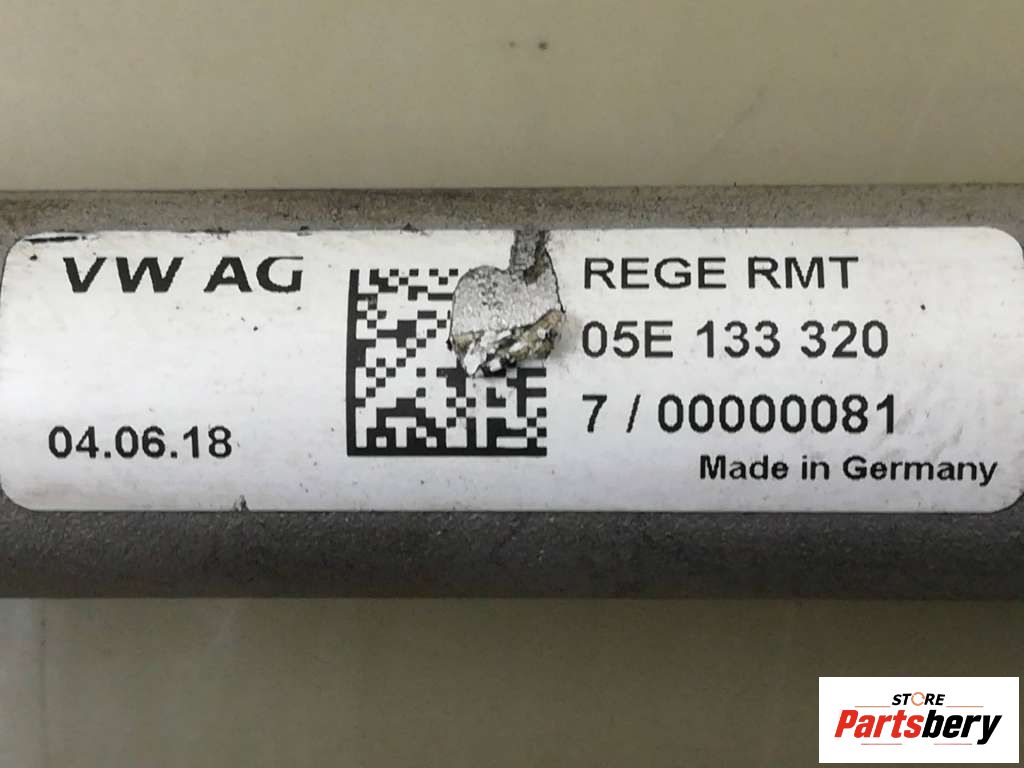 VW AG
REGE RMT
05E 133 320
7 / 00000081
04.06.18
Made in Germany
STORE
Partsbery